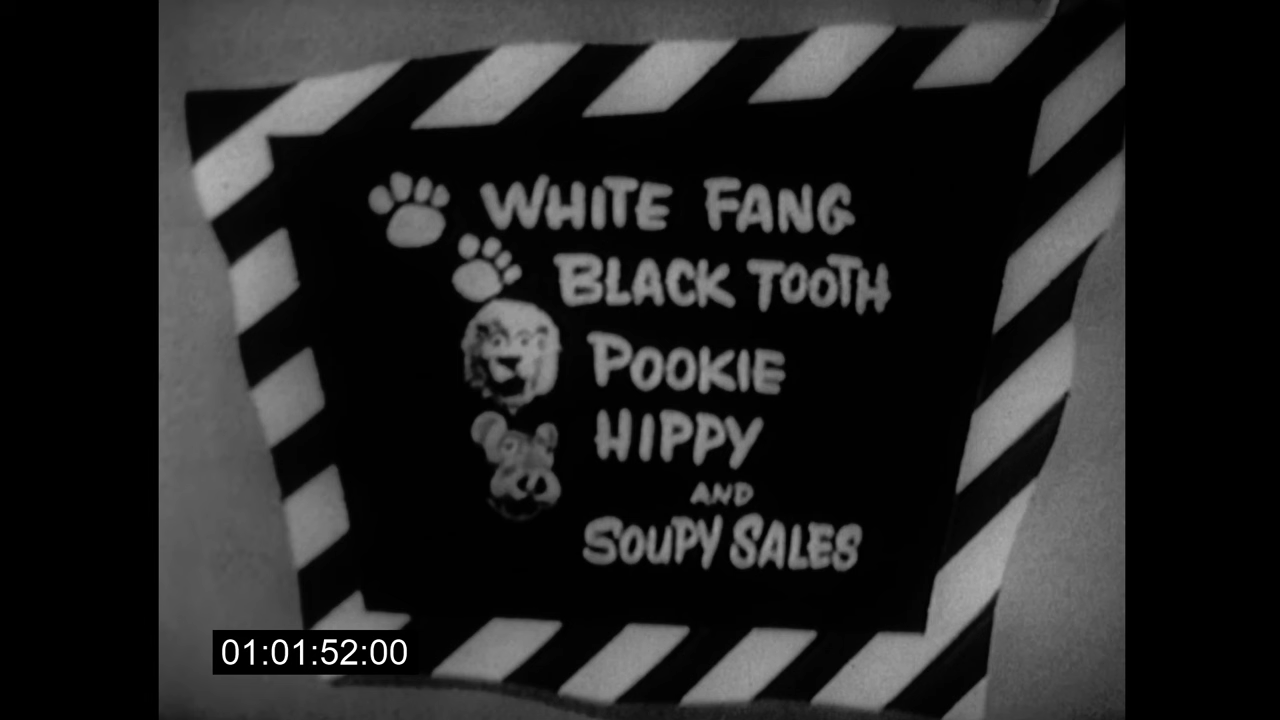 WHITE FANG
BLACK TOOTH
POOKIE
HIPPY
AND
SOUPY SALES
01:01:52:00